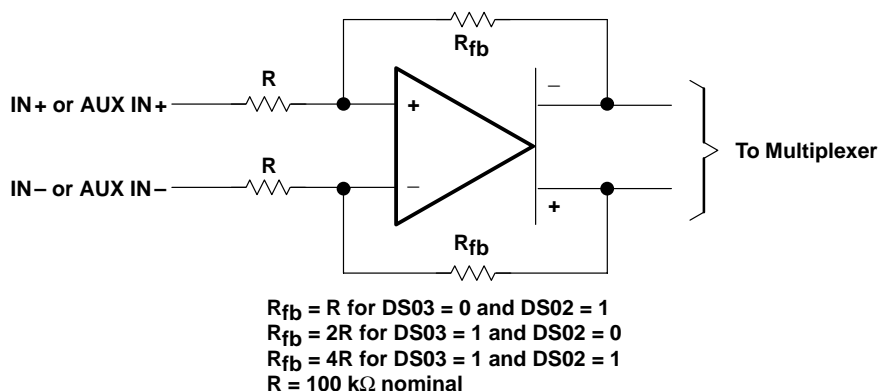 Rfb
R
IN+ or AUX IN+
+
−
R
To Multiplexer
IN− or AUX IN−
−
+
Rfb
Rfb = R for DS03 = 0 and DS02 = 1
Rfb = 2R for DS03 = 1 and DS02 = 0
Rfb = 4R for DS03 = 1 and DS02 = 1
R = 100 kΩ nominal